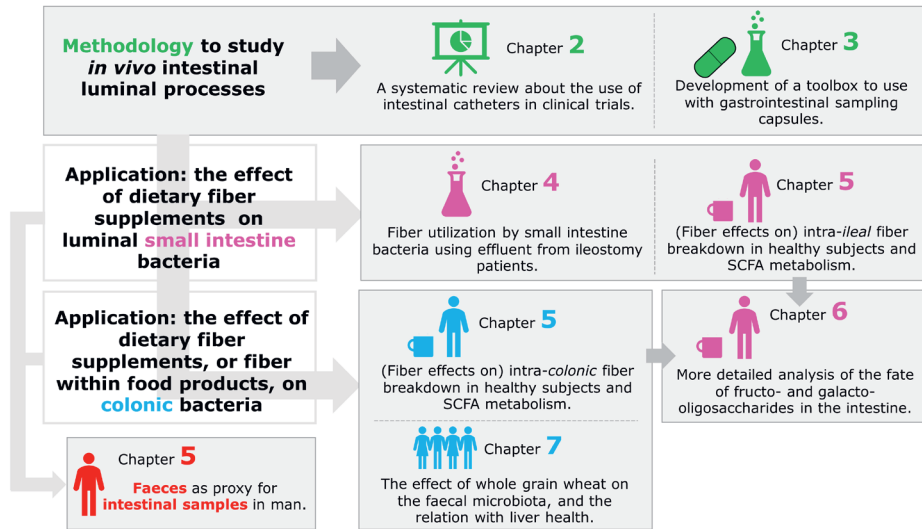 Methodology to study
in vivo intestinal
luminal processes
Chapter 2
A systematic review about the use of
intestinal catheters in clinical trials.
Chapter 3
Development of a toolbox to use
with gastrointestinal sampling
capsules.
Application: the effect
of dietary fiber
supplements on
luminal small intestine
bacteria
Chapter 4
Fiber utilization by small intestine
bacteria using effluent from ileostomy
patients.
Chapter 5
(Fiber effects on) intra-ileal fiber
breakdown in healthy subjects and
SCFA metabolism.
Application: the effect of
dietary fiber
supplements, or fiber
within food products, on
colonic bacteria
Chapter 5
(Fiber effects on) intra-colonic fiber
breakdown in healthy subjects and
SCFA metabolism.
Chapter 6
More detailed analysis of the fate
of fructo- and galacto-
oligosaccharides in the intestine.
Chapter 7
The effect of whole grain wheat on
the faecal microbiota, and the
relation with liver health.
Chapter 5
Faeces as proxy for
intestinal samples in man.